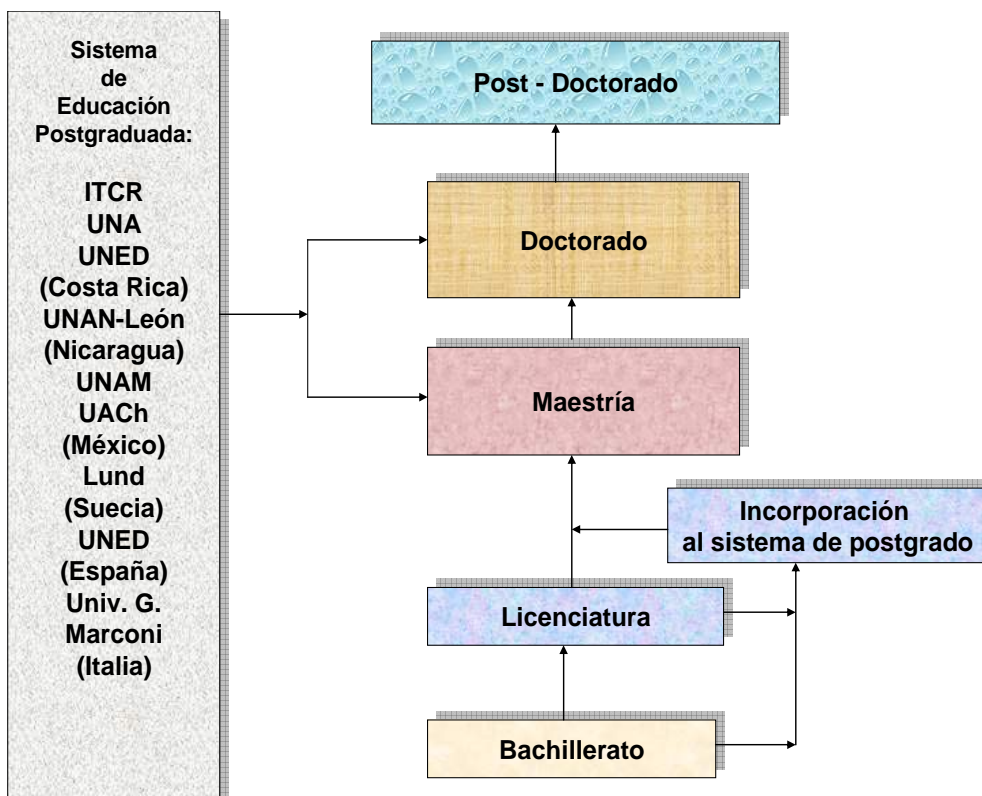 Sistema
de
Educación
Postgraduada:
ITCR
UNA
UNED
(Costa Rica)
UNAN-León
(Nicaragua)
UNAM
UACh
(México)
Lund
(Suecia)
UNED
(España)
Univ. G.
Marconi
(Italia)
Post - Doctorado
Doctorado
Maestría
Incorporación
al sistema de postgrado
Licenciatura
Bachillerato